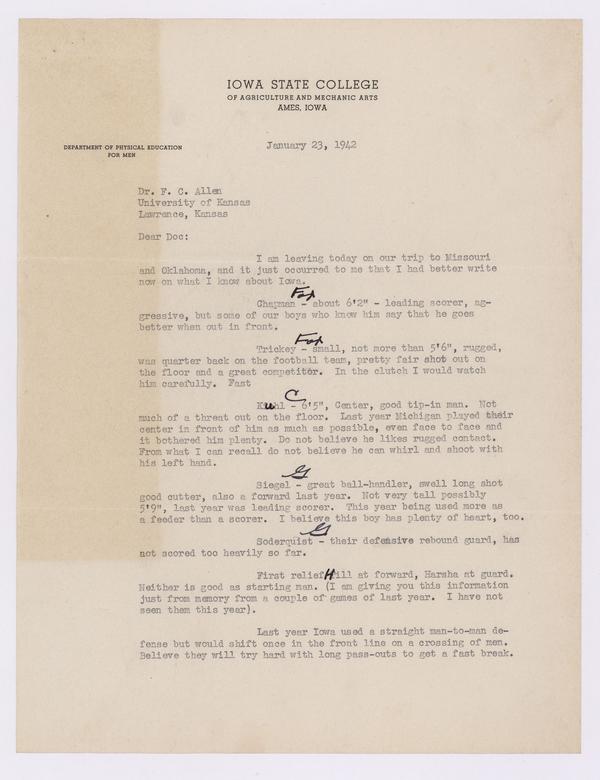 IOWA STATE COLLEGE
OF AGRICULTURE AND MECHANIC ARTS
AMES, IOWA
DEPARTMENT OF PHYSICAL EDUCATION
FOR MEN
January 23, 1942
Dr. F. C. Allen
University of Kansas
Lawrence, Kansas
Dear Doc:
I am leaving today on our trip to Missouri
and Oklahoma, and it just occurred to me that I had better write
now on what I know about Iowa.
Chapman - about 6'2" - leading scorer, ag-
gressive, but some of our boys who know him say that he goes
better when out in front.
Trickey - small, not more than 5'6", rugged,
was quarter back on the football team, pretty fair shot out on
the floor and a great competitor. In the clutch I would watch
him carefully. Fast
C
Kuhl - 6'5", Center, good tip-in man. Not
much of a threat out on the floor. Last year Michigan played their
center in front of him as much as possible, even face to face and
it bothered him plenty. Do not believe he likes rugged contact.
From what I can recall do not believe he can whirl and shoot with
his left hand.
G
Siegel - great ball-handler, swell long shot
good cutter, also a forward last year. Not very tall possibly
5'9", last year was leading scorer. This year being used more as
a feeder than a scorer. I believe this boy has plenty of heart, too.
G
Soderquist - their defensive rebound guard, has
not scored too heavily so far.
First relief Hill at forward, Harsha at guard.
Neither is good as starting man. (I am giving you this information
just from memory from a couple of games of last year. I have not
seen them this year).
Last year Iowa used a straight man-to-man de-
fense but would shift once in the front line on a crossing of men.
Believe they will try hard with long pass-outs to get a fast break.